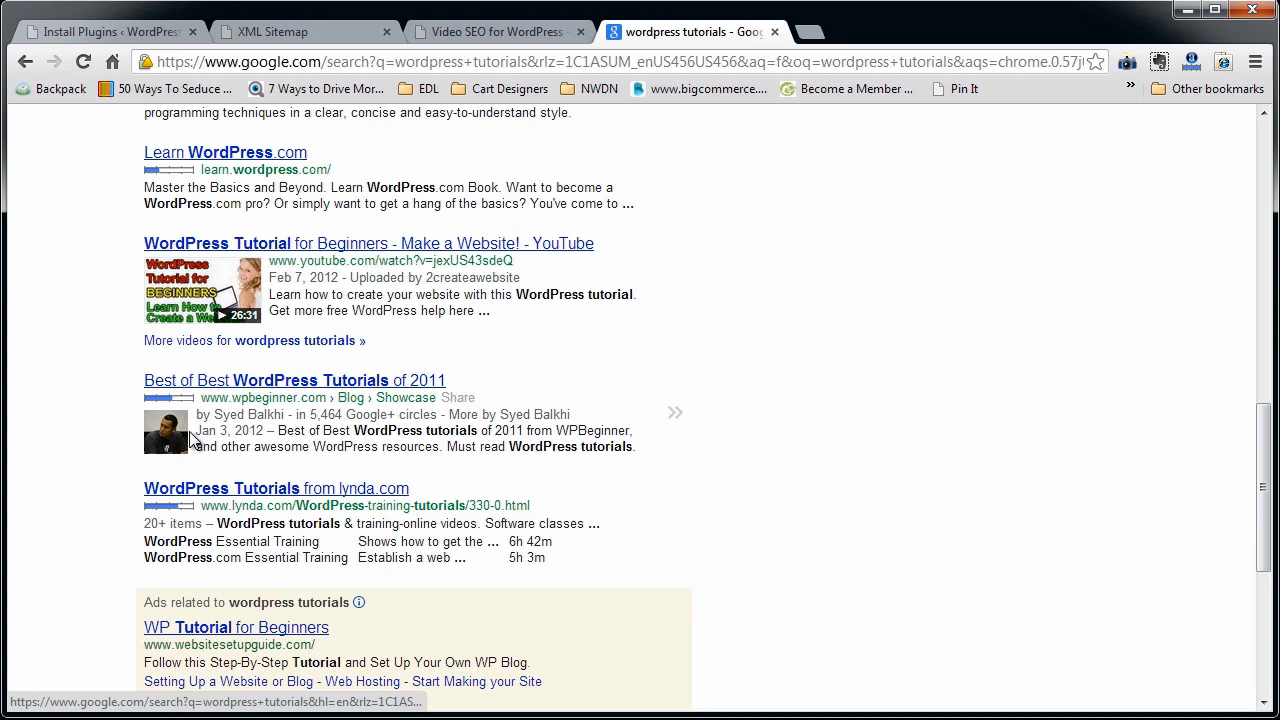 Install Plugins ‹ WordPres
XML Sitemap
Video SEO for WordPress
wordpress tutorials - Goo
https://www.google.com/search?q=wordpress+tutorials&rlz=1C1ASUM_enUS456US456&aq=f&oq=wordpress+tutorials&aqs=chrome.0.57j
Backpack
50 Ways To Seduce ...
7 Ways to Drive Mor...
EDL
Cart Designers
NWDN
www.bigcommerce....
Become a Member ...
Pin It
»
Other bookmarks
programming techniques in a clear, concise and easy-to-understand style.
Learn WordPress.com
learn.wordpress.com/
Master the Basics and Beyond. Learn WordPress.com Book. Want to become a
WordPress.com pro? Or simply want to get a hang of the basics? You've come to ...
WordPress Tutorial for Beginners - Make a Website! - YouTube
www.youtube.com/watch?v=jexUS43sdeQ
Feb 7, 2012 - Uploaded by 2createawebsite
Learn how to create your website with this WordPress tutorial.
Get more free WordPress help here ...
WordPress
Tutorial for
BEGINNERS
Learn How to
Create a We
26:31
More videos for wordpress tutorials »
Best of Best WordPress Tutorials of 2011
www.wpbeginner.com › Blog › Showcase Share
by Syed Balkhi - in 5,464 Google+ circles - More by Syed Balkhi
Jan 3, 2012 – Best of Best WordPress tutorials of 2011 from WPBeginner,
and other awesome WordPress resources. Must read WordPress tutorials.
»
WordPress Tutorials from lynda.com
www.lynda.com/WordPress-training-tutorials/330-0.html
20+ items – WordPress tutorials & training-online videos. Software classes ...
WordPress Essential Training Shows how to get the ... 6h 42m
WordPress.com Essential Training Establish a web ... 5h 3m
Ads related to wordpress tutorials
WP Tutorial for Beginners
www.websitesetupguide.com/
Follow this Step-By-Step Tutorial and Set Up Your Own WP Blog.
Setting Up a Website or Blog - Web Hosting - Start Making your Site
https://www.google.com/search?q=wordpress+tutorials&hl=en&rlz=1C1AS...